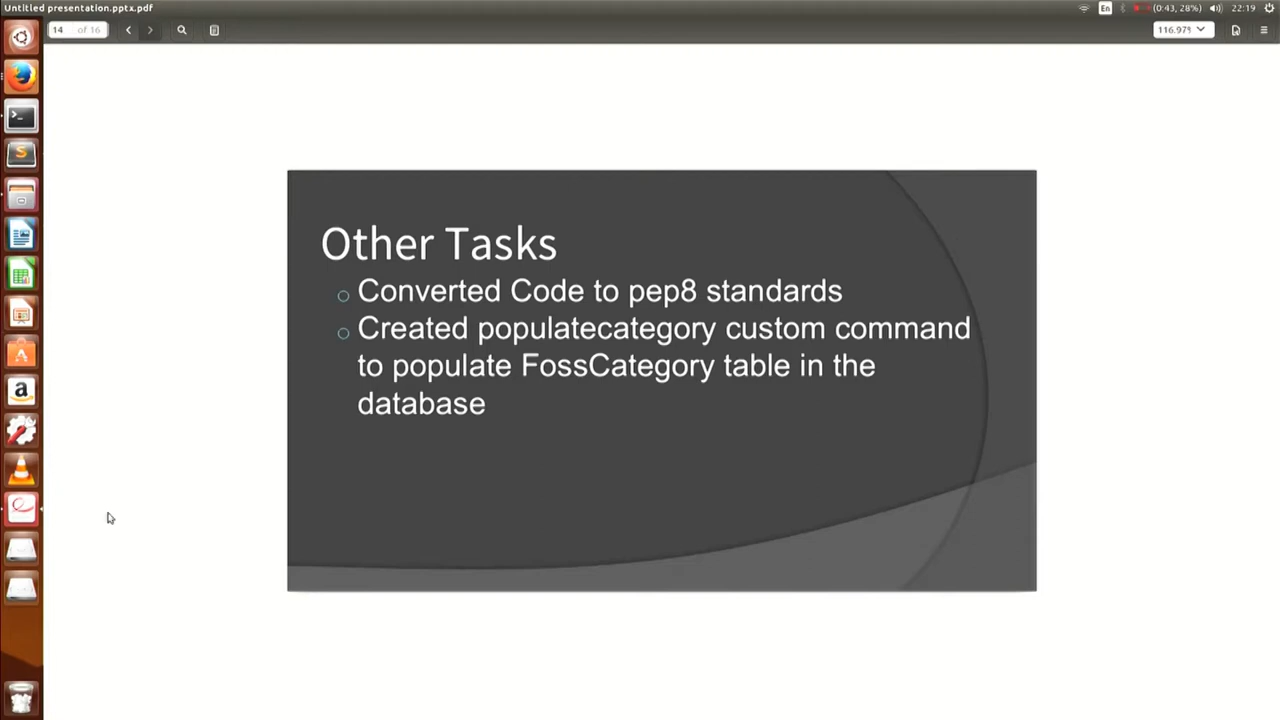 Untitled presentation.pptx.pdf
En
(0:43, 28%)
22:19
14 of 16
116.97%
Other Tasks
Converted Code to pep8 standards
Created populatecategory custom command
to populate FossCategory table in the
database